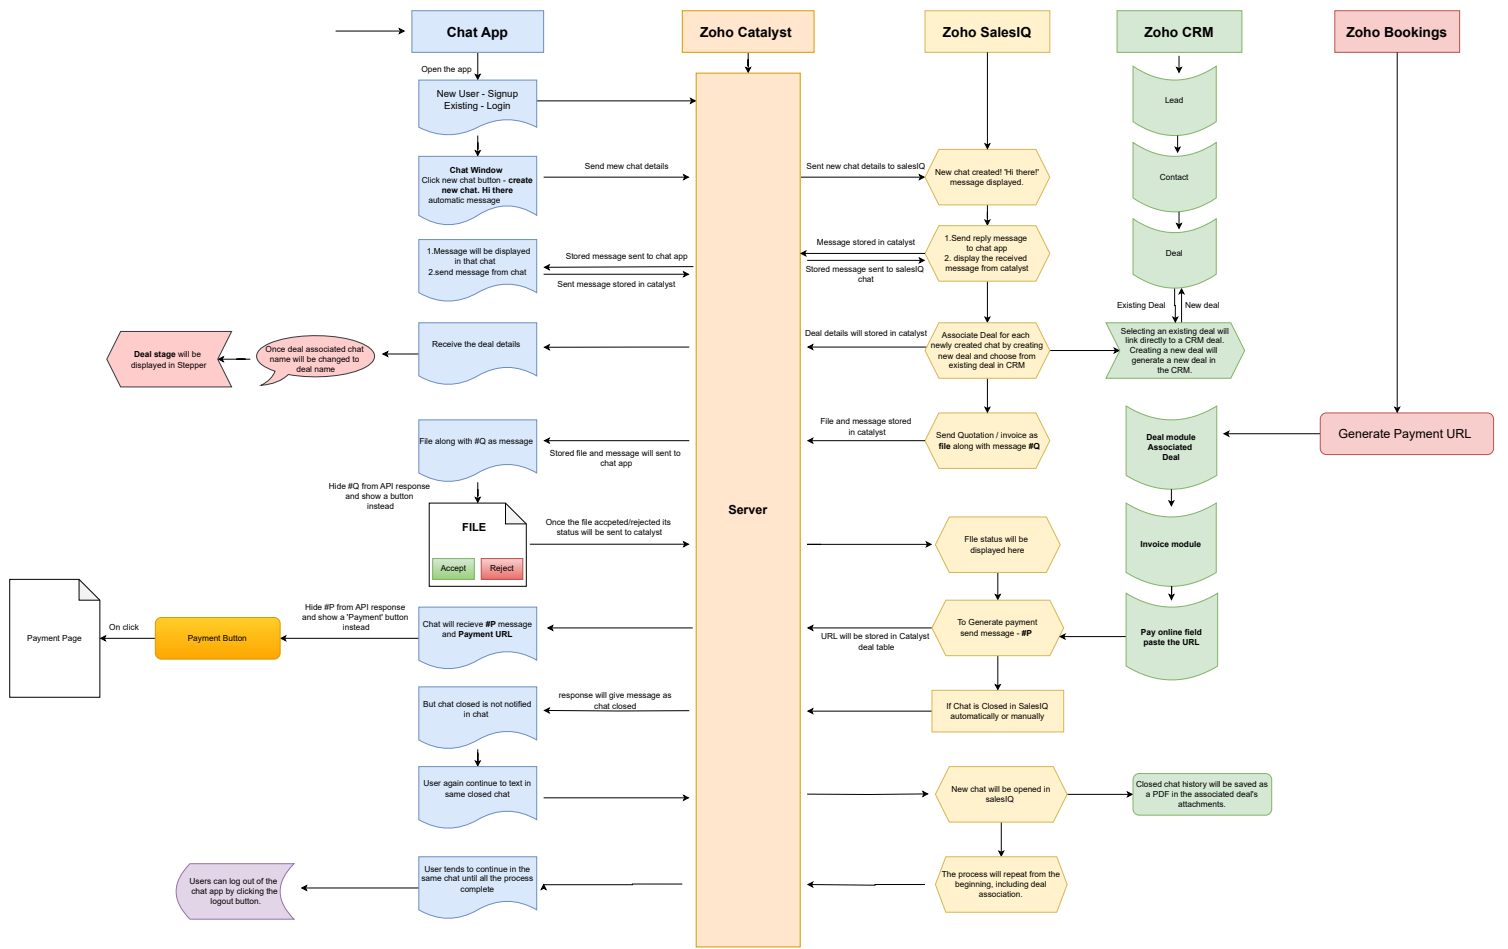 Chat App
Zoho Catalyst
Zoho SalesIQ
Zoho CRM
Zoho Bookings
Open the app
New User - Signup
Existing - Login
Lead
Chat Window
Click new chat button - create
new chat. Hi there
automatic message
Send mew chat details
Sent new chat details to salesIQ
New chat created! 'Hi there!'
message displayed.
Contact
1.Message will be displayed
in that chat
2.send message from chat
Stored message sent to chat app
Sent message stored in catalyst
Message stored in catalyst
Stored message sent to salesIQ
chat
1.Send reply message
to chat app
2. display the received
message from catalyst
Deal
Existing Deal
New deal
Deal stage will be
displayed in Stepper
Once deal associated chat
name will be changed to
deal name
Receive the deal details
Deal details will stored in catalyst
Associate Deal for each
newly created chat by creating
new deal and choose from
existing deal in CRM
Selecting an existing deal will
link directly to a CRM deal.
Creating a new deal will
generate a new deal in
the CRM.
File along with #Q as message
Stored file and message will sent to
chat app
File and message stored
in catalyst
Send Quotation / invoice as
file along with message #Q
Deal module
Associated
Deal
Generate Payment URL
Hide #Q from API response
and show a button
instead
FILE
Accept
Reject
Once the file accpeted/rejected its
status will be sent to catalyst
Server
FIle status will be
displayed here
Invoice module
Payment Page
On click
Payment Button
Hide #P from API response
and show a 'Payment' button
instead
Chat will recieve #P message
and Payment URL
URL will be stored in Catalyst
deal table
To Generate payment
send message - #P
Pay online field
paste the URL
But chat closed is not notified
in chat
response will give message as
chat closed
If Chat is Closed in SalesIQ
automatically or manually
User again continue to text in
same closed chat
New chat will be opened in
salesIQ
Closed chat history will be saved as
a PDF in the associated deal's
attachments.
Users can log out of the
chat app by clicking the
logout button.
User tends to continue in the
same chat until all the process
complete
The process will repeat from the
beginning, including deal
association.